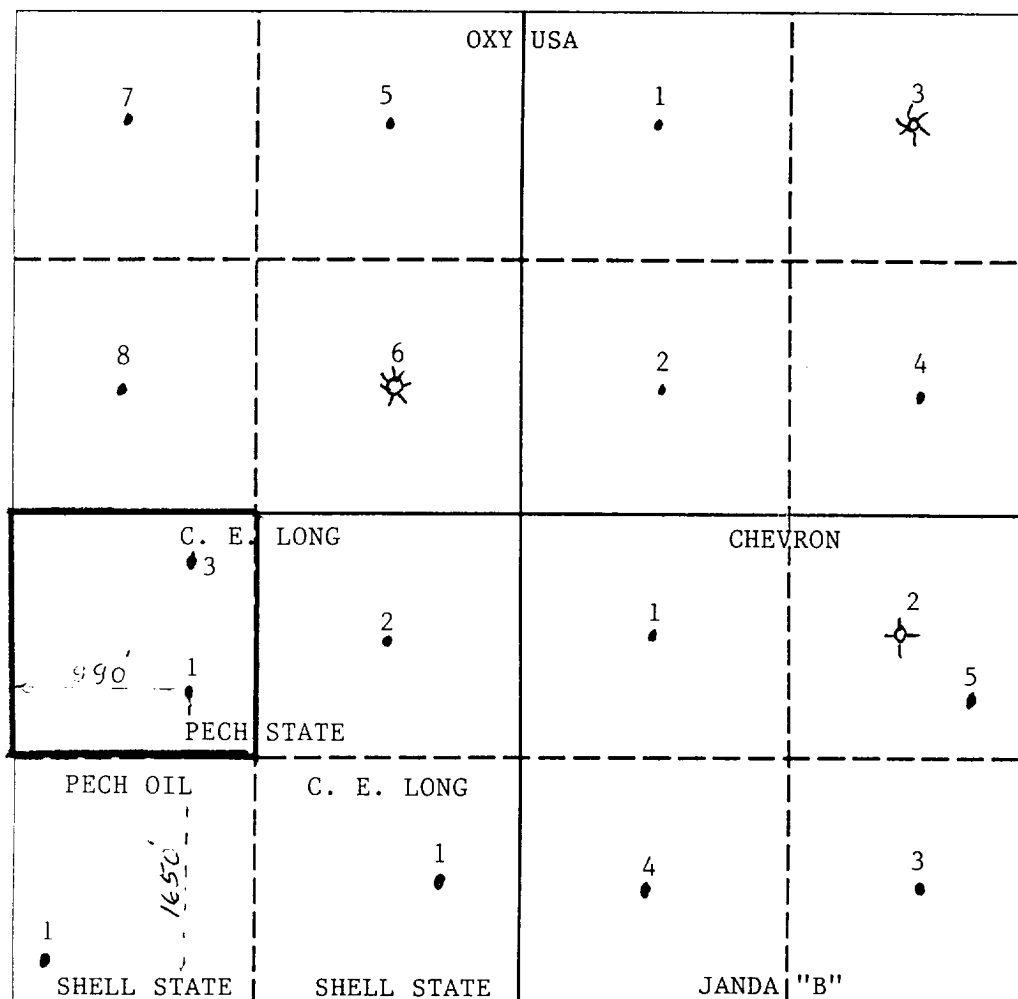 OXY USA
7 5 1 3
8 6 2 4
C. E. LONG CHEVRON
3
2 1 2
990' 1 5
PECH STATE
PECH OIL C. E. LONG
1650'
1 4 3
1
SHELL STATE SHELL STATE JANDA "B"